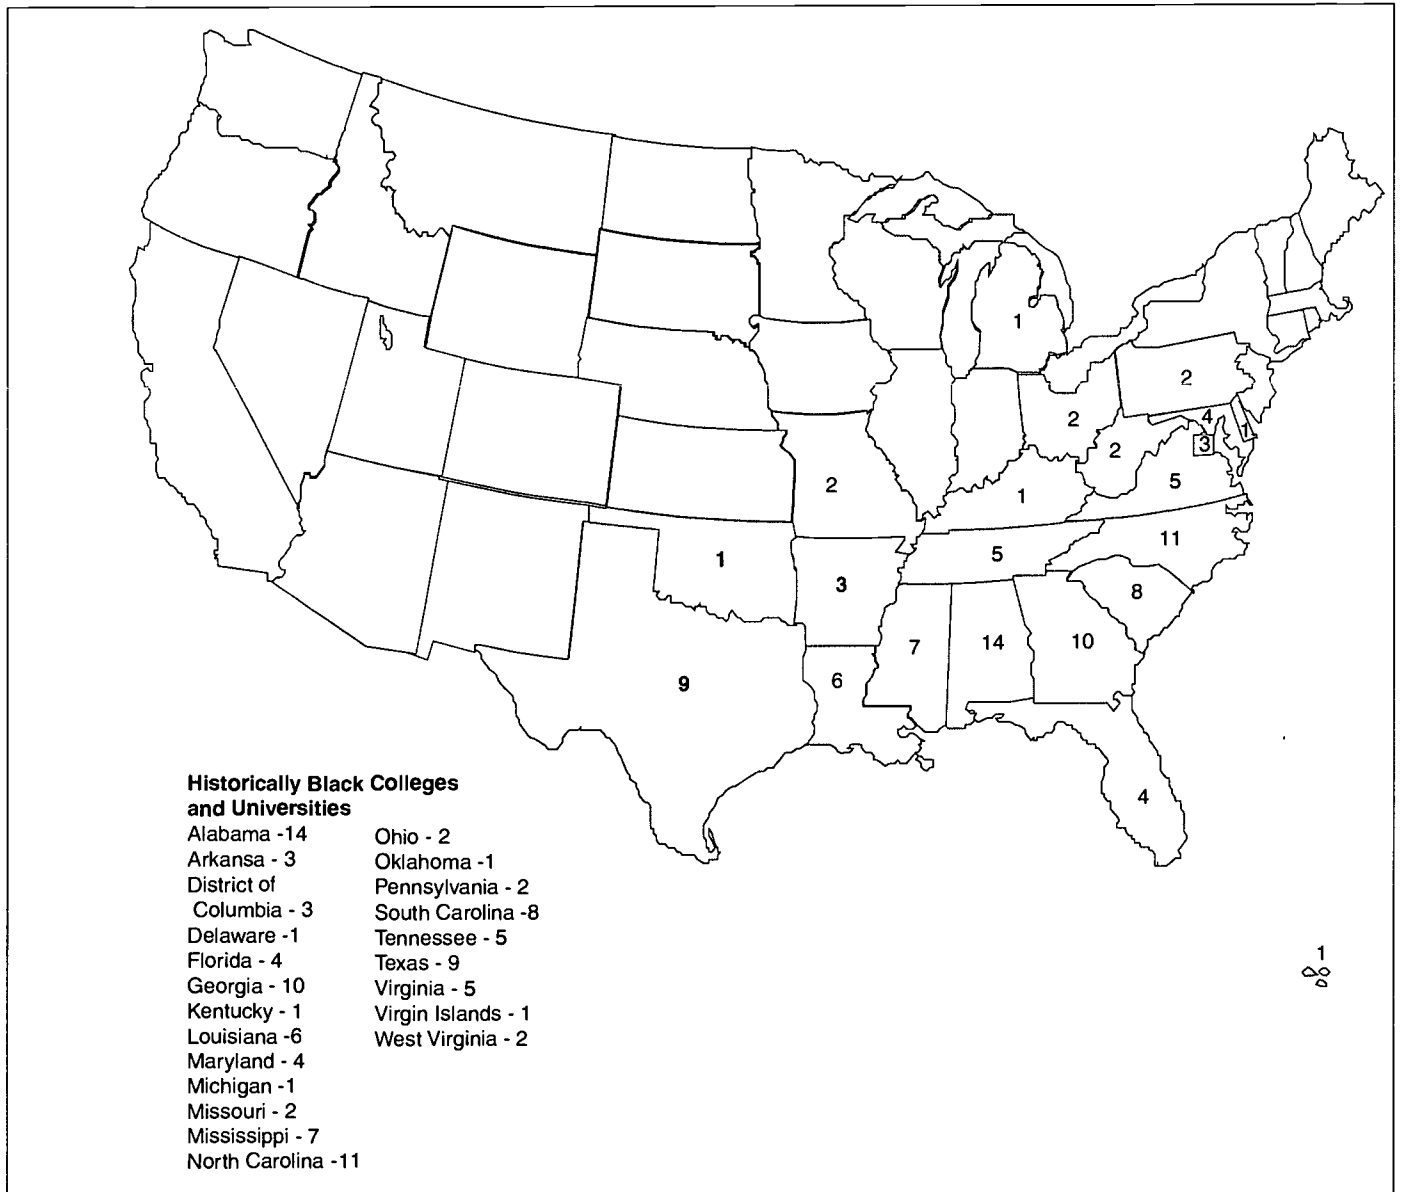 1
2
2
4
1
3
2
5
2
1
11
5
1
3
8
7
14
10
9
6
4
1
Historically Black Colleges
and Universities
Alabama -14
Arkansa - 3
District of
Columbia - 3
Delaware -1
Florida - 4
Georgia - 10
Kentucky - 1
Louisiana -6
Maryland - 4
Michigan -1
Missouri - 2
Mississippi - 7
North Carolina -11
Ohio - 2
Oklahoma -1
Pennsylvania - 2
South Carolina -8
Tennessee - 5
Texas - 9
Virginia - 5
Virgin Islands - 1
West Virginia - 2